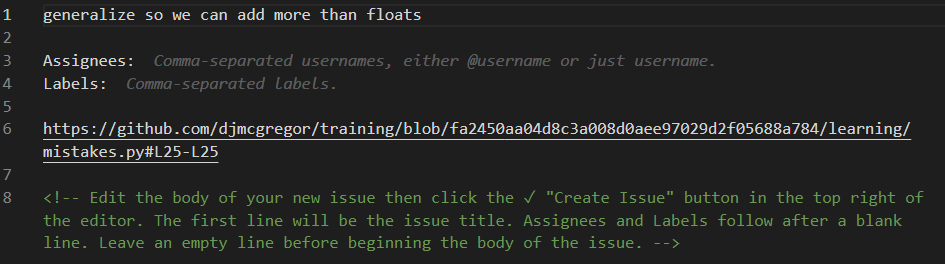 1 generalize so we can add more than floats
2
3 Assignees: Comma-separated usernames, either @username or just username.
4 Labels: Comma-separated labels.
5
6 https://github.com/djmcgregor/training/blob/fa2450aa04d8c3a008d0aee97029d2f05688a784/learning/
mistakes.py#L25-L25
7
8 <!-- Edit the body of your new issue then click the ✓ "Create Issue" button in the top right of
the editor. The first line will be the issue title. Assignees and Labels follow after a blank
line. Leave an empty line before beginning the body of the issue. -->